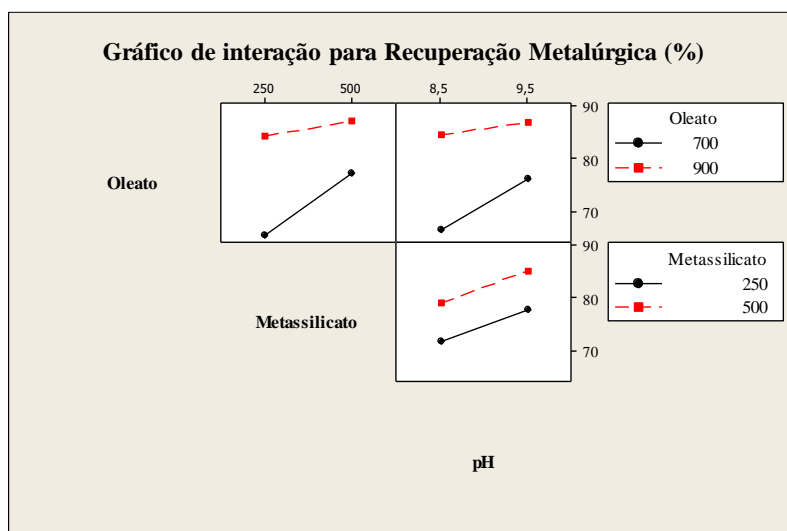 Gráfico de interação para Recuperação Metalúrgica (%)
250 500 8,5 9,5
90
80
70
Oleato
Oleato
700
900
90
80
70
Metassilicato
Metassilicato
250
500
pH